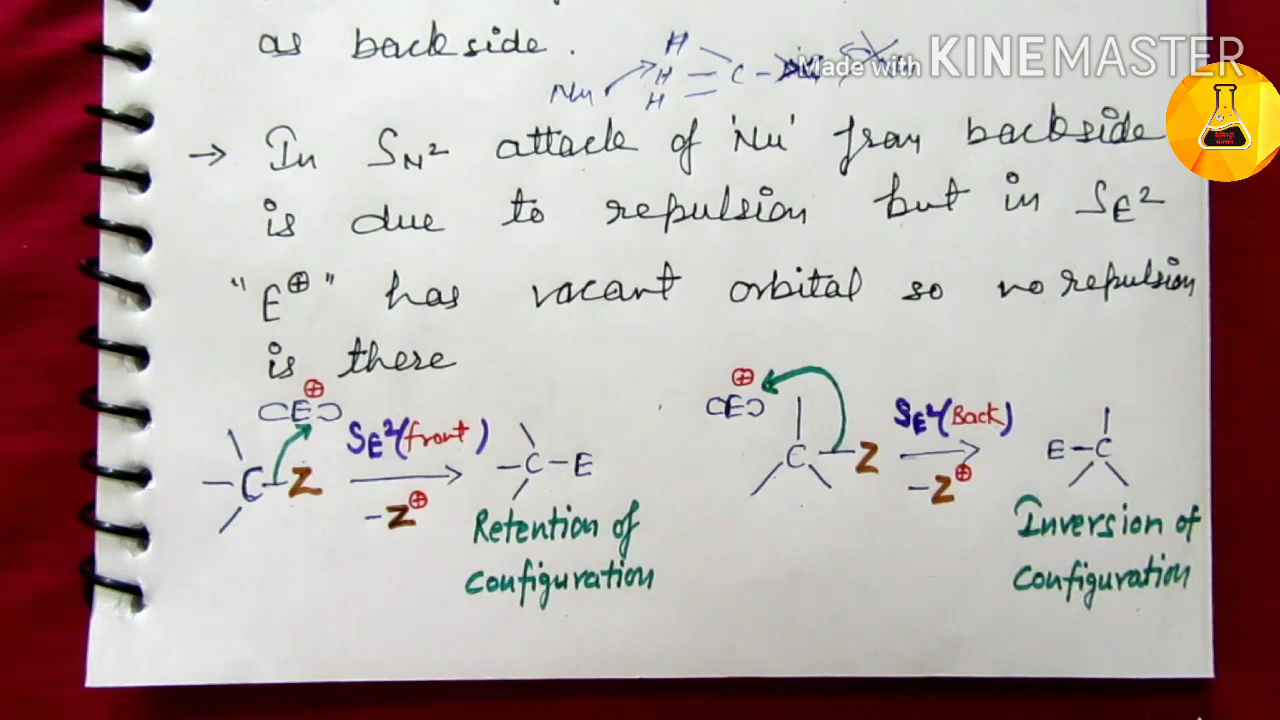 as backside.
Made with KINEMASTER
H
Nu H C
H
→ In SN² attack of 'Nu' from backside
is due to repulsion but in SE²
"E⊕" has vacant orbital so no repulsion
is there
⊕
E
C-Z
SE²(front)
-Z⊕
-C-E
Retention of
configuration
⊕
E
C-Z
SE²(Back)
-Z⊕
E-C
Inversion of
configuration